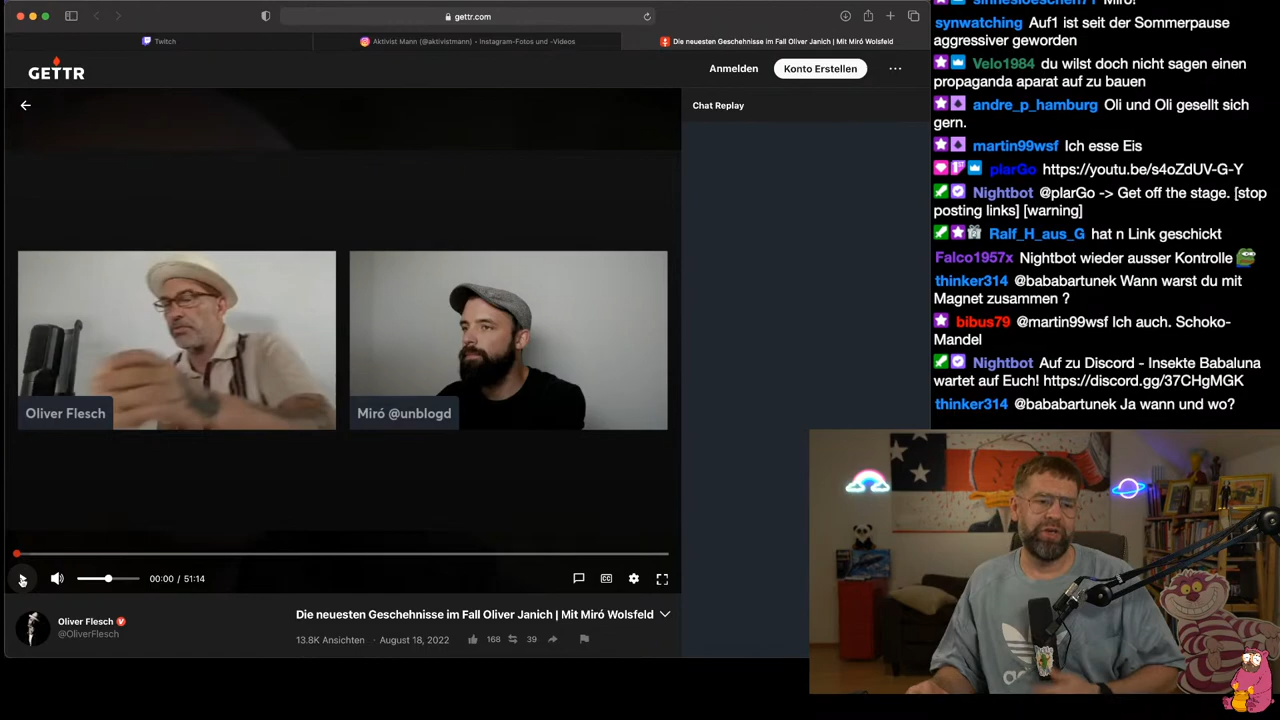 gettr.com
Twitch
Aktivist Mann (@aktivistmann) • Instagram-Fotos und -Videos
Die neuesten Geschehnisse im Fall Oliver Janich | Mit Miró Wolsfeld
GETTR
Anmelden
Konto Erstellen
Chat Replay
Oliver Flesch
Miró @unblogd
00:00 / 51:14
Oliver Flesch
@OliverFlesch
Die neuesten Geschehnisse im Fall Oliver Janich | Mit Miró Wolsfeld
13.8K Ansichten · August 18, 2022
168
39
synwatching Auf1 ist seit der Sommerpause
aggressiver geworden
Velo1984 du wilst doch nicht sagen einen
propaganda aparat auf zu bauen
andre_p_hamburg Oli und Oli gesellt sich
gern.
martin99wsf Ich esse Eis
plarGo https://youtu.be/s4oZdUV-G-Y
Nightbot @plarGo -> Get off the stage. [stop
posting links] [warning]
Ralf_H_aus_G hat n Link geschickt
Falco1957x Nightbot wieder ausser Kontrolle
thinker314 @bababartunek Wann warst du mit
Magnet zusammen ?
bibus79 @martin99wsf Ich auch. Schoko-
Mandel
Nightbot Auf zu Discord - Insekte Babaluna
wartet auf Euch! https://discord.gg/37CHgMGK
thinker314 @bababartunek Ja wann und wo?